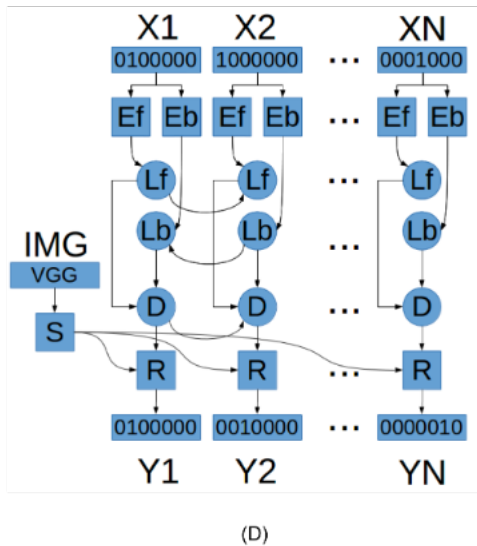 X1 X2 XN
0100000 1000000 ... 0001000
Ef Eb Ef Eb ... Ef Eb
Lf Lf ... Lf
Lb Lb ... Lb
IMG
VGG
D D ... D
S
R R ... R
0100000 0010000 ... 0000010
Y1 Y2 YN
(D)